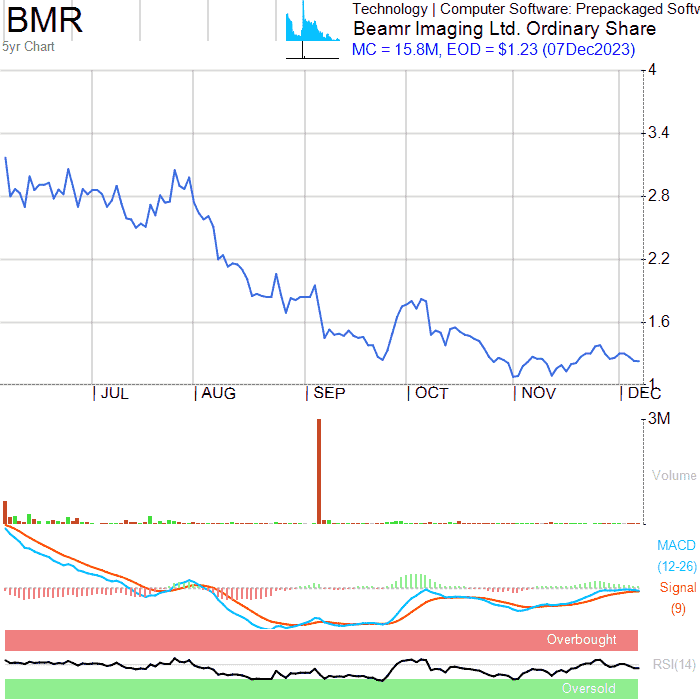 BMR
5yr Chart
Technology | Computer Software: Prepackaged Softw
Beamr Imaging Ltd. Ordinary Share
MC = 15.8M, EOD = $1.23 (07Dec2023)
4
3.4
2.8
2.2
1.6
1
JUL AUG SEP OCT NOV DEC
3M
Volume
MACD
(12-26)
Signal
(9)
Overbought
RSI(14)
Oversold